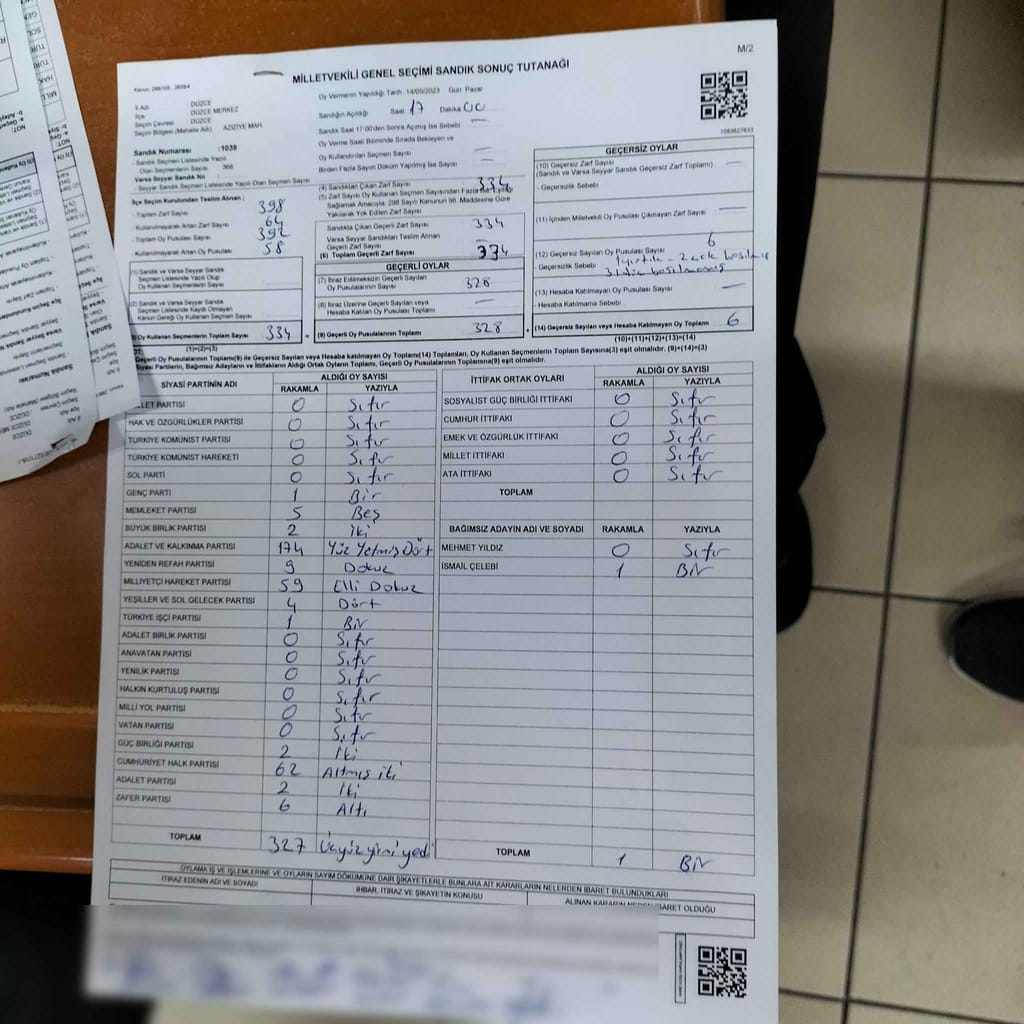 M/2
Kanun: 298/105 , 2839/4
MİLLETVEKİLİ GENEL SEÇİMİ SANDIK SONUÇ TUTANAĞI
İl Adı DÜZCE
İlçe DÜZCE MERKEZ
Seçim Çevresi DÜZCE
Seçim Bölgesi (Mahalle Adı) AZİZİYE MAH
Sandık Numarası :1039
- Sandık Seçmen Listesinde Yazılı
Olan Seçmenlerin Sayısı 368
Varsa Seyyar Sandık No
- Seyyar Sandık Seçmen Listesinde Yazılı Olan Seçmen Sayısı
Oy Vermenin Yapıldığı Tarih :14/05/2023 Gün: Pazar
Sandığın Açıldığı Saat 17 Dakika 00
Sandık Saat 17.00'den Sonra Açılmış İse Sebebi —
Oy Verme Saati Bitiminde Sırada Bekleyen ve
Oy Kullandırılan Seçmen Sayısı —
Birden Fazla Sayım Döküm Yapılmış İse Sayısı —
1083627833
İlçe Seçim Kurulundan Teslim Alınan ;
- Toplam Zarf Sayısı 398
- Kullanılmayarak Artan Zarf Sayısı 64
- Toplam Oy Pusulası Sayısı 392
- Kullanılmayarak Artan Oy Pusulası 58
(1) Sandık ve Varsa Seyyar Sandık
Seçmen Listesinde Yazılı Olup
Oy Kullanan Seçmenlerin Sayısı
(2) Sandık ve Varsa Seyyar Sandık
Seçmen Listesinde Kaydı Olmayan
Kanun Gereği Oy Kullanan Seçmen Sayısı
Oy Kullanan Seçmenlerin Toplam Sayısı 334
(1)+(2)=(3)
(4) Sandıktan Çıkan Zarf Sayısı 334
(5) Zarf Sayısı Oy Kullanan Seçmen Sayısından Fazla İse Eşitliği
Sağlamak Amacıyla, 298 Sayılı Kanunun 98. Maddesine Göre
Yakılarak Yok Edilen Zarf Sayısı
Sandıkta Çıkan Geçerli Zarf Sayısı 334
Varsa Seyyar Sandıktan Teslim Alınan
Geçerli Zarf Sayısı —
(6) Toplam Geçerli Zarf Sayısı 334
GEÇERLİ OYLAR
(7) İtiraz Edilmeksizin Geçerli Sayılan
Oy Pusulalarının Toplamı 328
(8) İtiraz Üzerine Geçerli Sayılan veya
Hesaba Katılan Oy Pusulaları Toplamı —
(9) Geçerli Oy Pusulalarının Toplamı 328
GEÇERSİZ OYLAR
(10) Geçersiz Zarf Sayısı —
(Sandık ve Varsa Seyyar Sandık Geçersiz Zarf Toplamı)
- Geçersizlik Sebebi
(11) İçinden Milletvekili Oy Pusulası Çıkmayan Zarf Sayısı —
(12) Geçersiz Sayılan Oy Pusulası Sayısı 6
- Geçersizlik Sebebi 1 yırtık -
(13) Hesaba Katılmayan Oy Pusulası Sayısı —
- Hesaba Katılmama Sebebi
(14) Geçersiz Sayılan veya Hesaba Katılmayan Oy Toplamı 6
(10)+(11)+(12)+(13)=(14)
Geçerli Oy Pusulalarının Toplamı(9) ile Geçersiz Sayılan veya Hesaba katılmayan Oy Toplam(14) Toplamları, Oy Kullanan Seçmenlerin Toplam Sayısına(3) eşit olmalıdır. (9)+(14)=(3)
Siyasi Partilerin, Bağımsız Adayların ve İttifakların Aldığı Ortak Oyların Toplamı, Geçerli Oy Pusulalarının Toplamına(9) eşit olmalıdır.
SİYASİ PARTİNİN ADI ALDIĞI OY SAYISI
RAKAMLA YAZIYLA
LLET PARTİSİ 0 Sıfır
HAK VE ÖZGÜRLÜKLER PARTİSİ 0 Sıfır
TÜRKİYE KOMÜNİST PARTİSİ 0 Sıfır
TÜRKİYE KOMÜNİST HAREKETİ 0 Sıfır
SOL PARTİ 0 Sıfır
GENÇ PARTİ 1 Bir
MEMLEKET PARTİSİ 5 Beş
BÜYÜK BİRLİK PARTİSİ 2 iki
ADALET VE KALKINMA PARTİSİ 174 Yüz Yetmiş Dört
YENİDEN REFAH PARTİSİ 9 Dokuz
MİLLİYETÇİ HAREKET PARTİSİ 59 Elli Dokuz
YEŞİLLER VE SOL GELECEK PARTİSİ 4 Dört
TÜRKİYE İŞÇİ PARTİSİ 1 Bir
ADALET BİRLİK PARTİSİ 0 Sıfır
ANAVATAN PARTİSİ 0 Sıfır
YENİLİK PARTİSİ 0 Sıfır
HALKIN KURTULUŞ PARTİSİ 0 Sıfır
MİLLİ YOL PARTİSİ 0 Sıfır
VATAN PARTİSİ 0 Sıfır
GÜÇ BİRLİĞİ PARTİSİ 2 İki
CUMHURİYET HALK PARTİSİ 62 Altmış iki
ADALET PARTİSİ 2 İki
ZAFER PARTİSİ 6 Altı
TOPLAM 327 Üçyüzyirmiyedi
İTTİFAK ORTAK OYLARI ALDIĞI OY SAYISI
RAKAMLA YAZIYLA
SOSYALİST GÜÇ BİRLİĞİ İTTİFAKI 0 Sıfır
CUMHUR İTTİFAKI 0 Sıfır
EMEK VE ÖZGÜRLÜK İTTİFAKI 0 Sıfır
MİLLET İTTİFAKI 0 Sıfır
ATA İTTİFAKI 0 Sıfır
TOPLAM
BAĞIMSIZ ADAYIN ADI VE SOYADI RAKAMLA YAZIYLA
MEHMET YILDIZ 0 Sıfır
İSMAİL ÇELEBİ 1 Bir
TOPLAM 1 Bir
OYLAMA İŞ VE İŞLEMLERİNE VE OYLARIN SAYIM DÖKÜMÜNE DAİR ŞİKAYETLERLE BUNLARA AİT KARARLARIN NELERDEN İBARET BULUNDUKLARI
İTİRAZ EDENİN ADI VE SOYADI İHBAR, İTİRAZ VE ŞİKAYETİN KONUSU ALINAN KARARIN NEDEN İBARET OLDUĞU